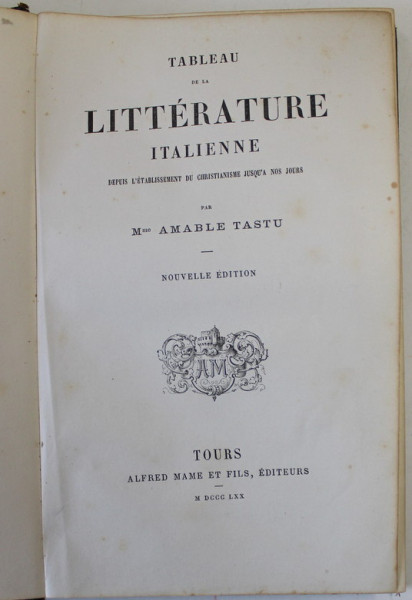 TABLEAU
DE LA
LITTÉRATURE
ITALIENNE
DEPUIS L'ÉTABLISSEMENT DU CHRISTIANISME JUSQU'A NOS JOURS
PAR
Mme AMABLE TASTU
NOUVELLE ÉDITION
AM
TOURS
ALFRED MAME ET FILS, ÉDITEURS
M DCCC LXX